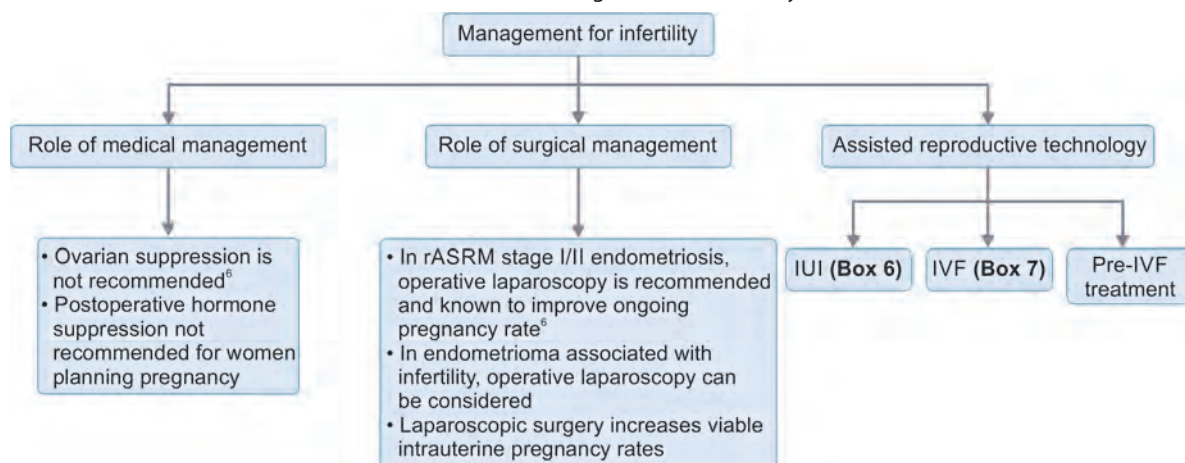 Management for infertility
Role of medical management
Role of surgical management
Assisted reproductive technology
• Ovarian suppression is
not recommended⁶
• Postoperative hormone
suppression not
recommended for women
planning pregnancy
• In rASRM stage I/II endometriosis,
operative laparoscopy is recommended
and known to improve ongoing
pregnancy rate⁶
• In endometrioma associated with
infertility, operative laparoscopy can
be considered
• Laparoscopic surgery increases viable
intrauterine pregnancy rates
IUI (Box 6)
IVF (Box 7)
Pre-IVF
treatment